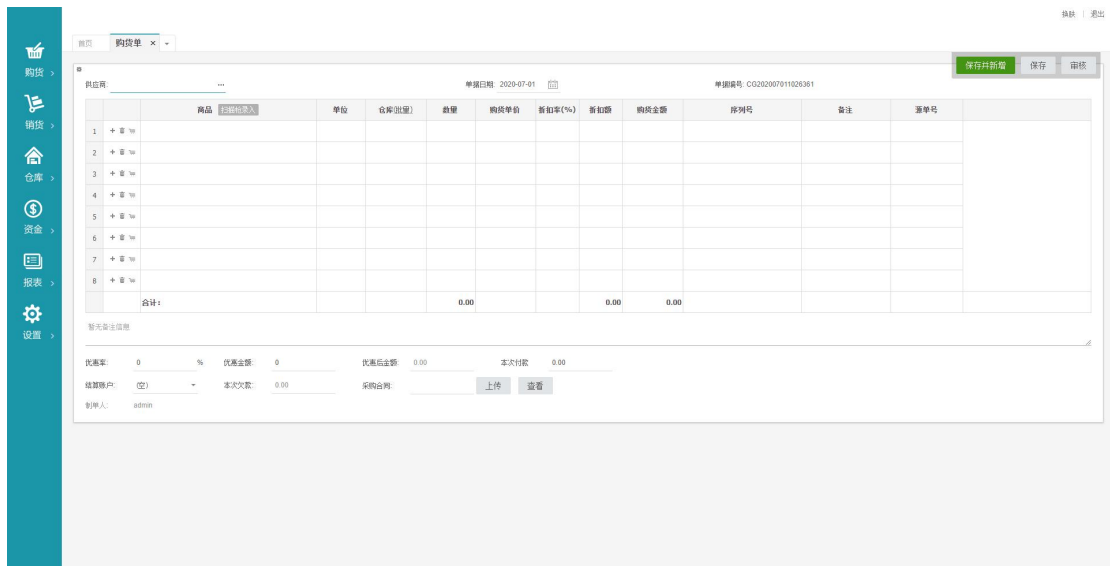 换肤 | 退出
首页 购货单 × 
购货 >
销货 >
仓库 >
资金 >
报表 >
设置 >
保存并新增 保存 审核
供应商: ... 单据日期: 2020-07-01 单据编号: CG202007011026361
商品 扫描枪录入 单位 仓库(批量) 数量 购货单价 折扣率(%) 折扣额 购货金额 序列号 备注 源单号
1
2
3
4
5
6
7
8
合计: 0.00 0.00 0.00
暂无备注信息
优惠率: 0 % 优惠金额: 0 优惠后金额: 0.00 本次付款: 0.00
结算账户: (空) 本次欠款: 0.00 采购合同: 上传 查看
制单人: admin